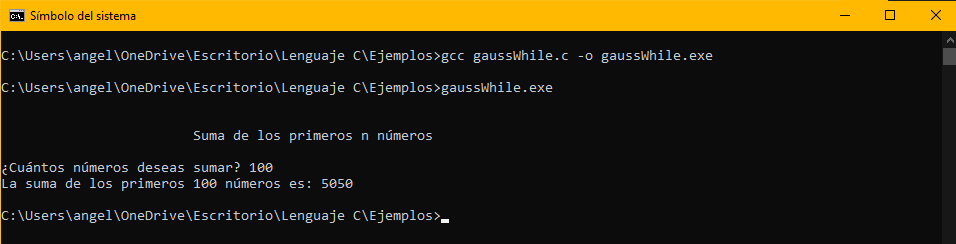 Símbolo del sistema
C:\Users\angel\OneDrive\Escritorio\Lenguaje C\Ejemplos>gcc gaussWhile.c -o gaussWhile.exe
C:\Users\angel\OneDrive\Escritorio\Lenguaje C\Ejemplos>gaussWhile.exe
Suma de los primeros n números
¿Cuántos números deseas sumar? 100
La suma de los primeros 100 números es: 5050
C:\Users\angel\OneDrive\Escritorio\Lenguaje C\Ejemplos>